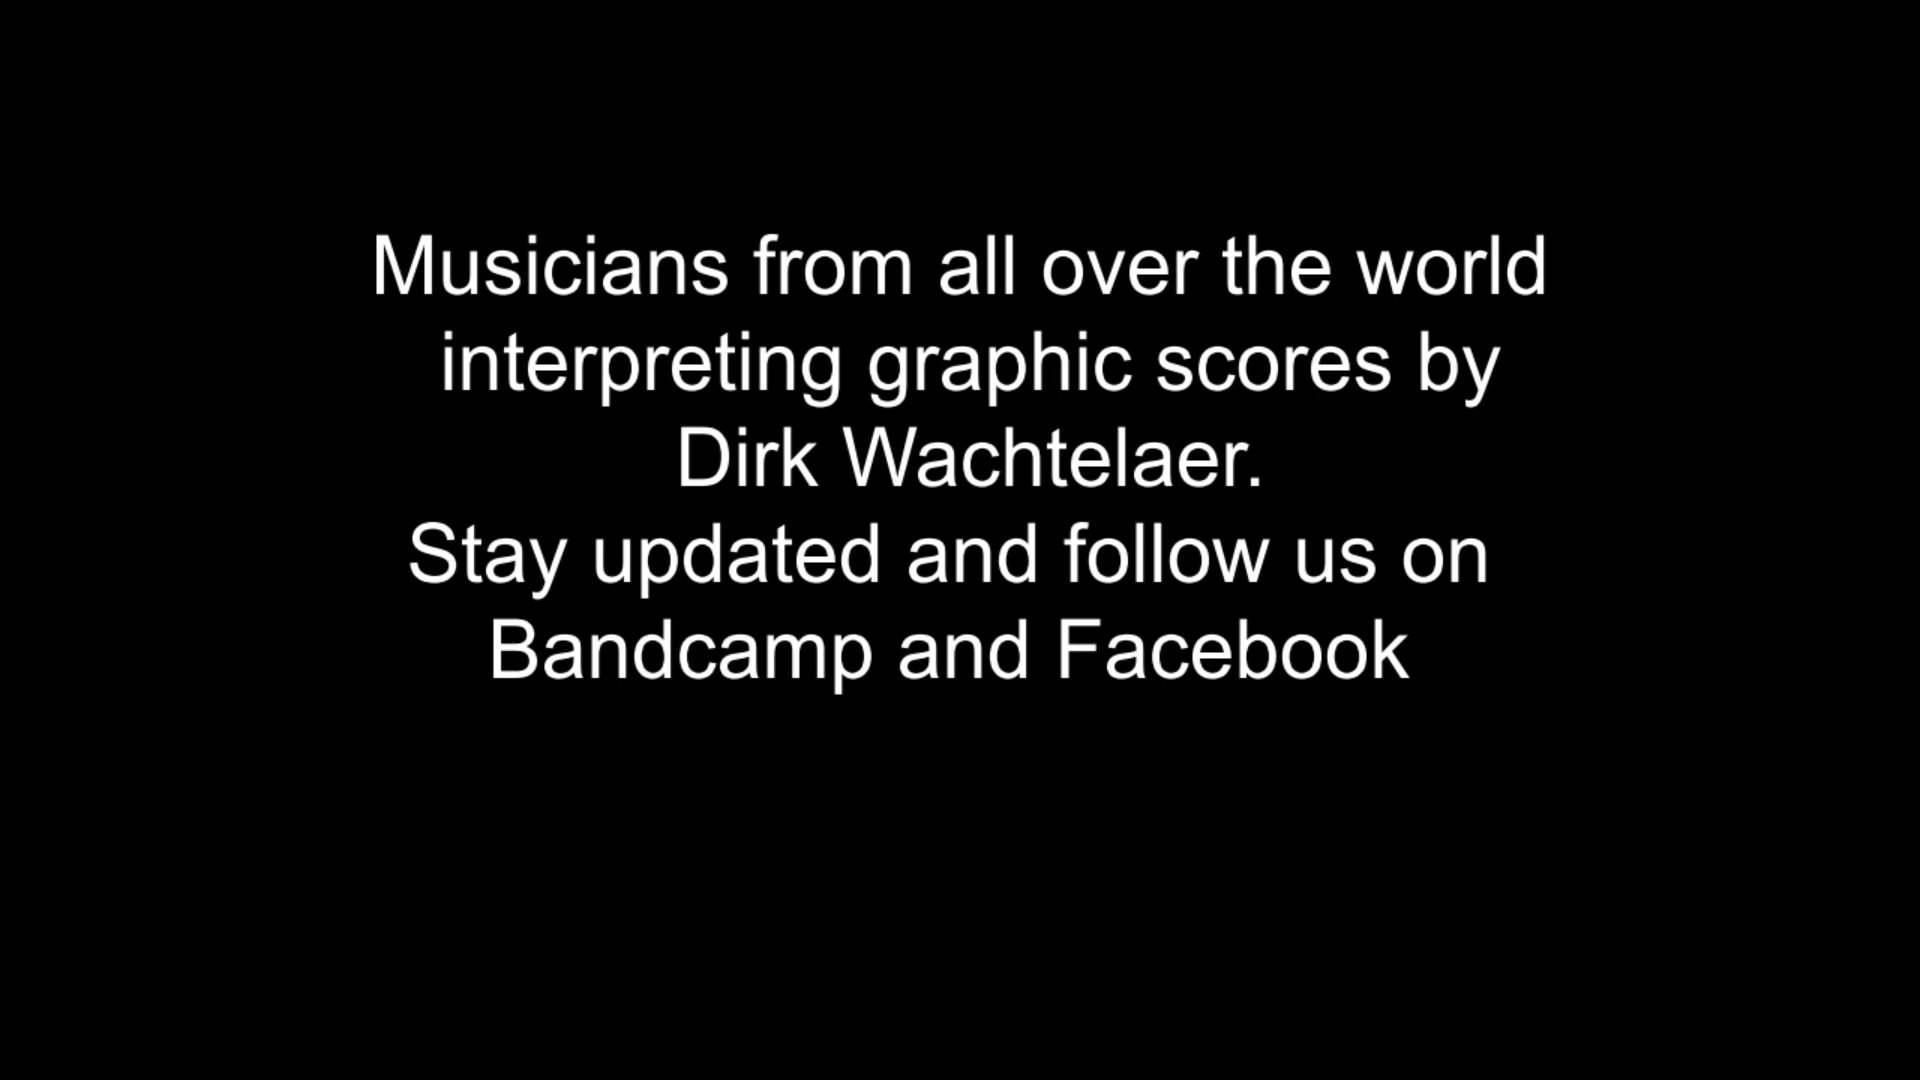 Musicians from all over the world
interpreting graphic scores by
Dirk Wachtelaer.
Stay updated and follow us on
Bandcamp and Facebook